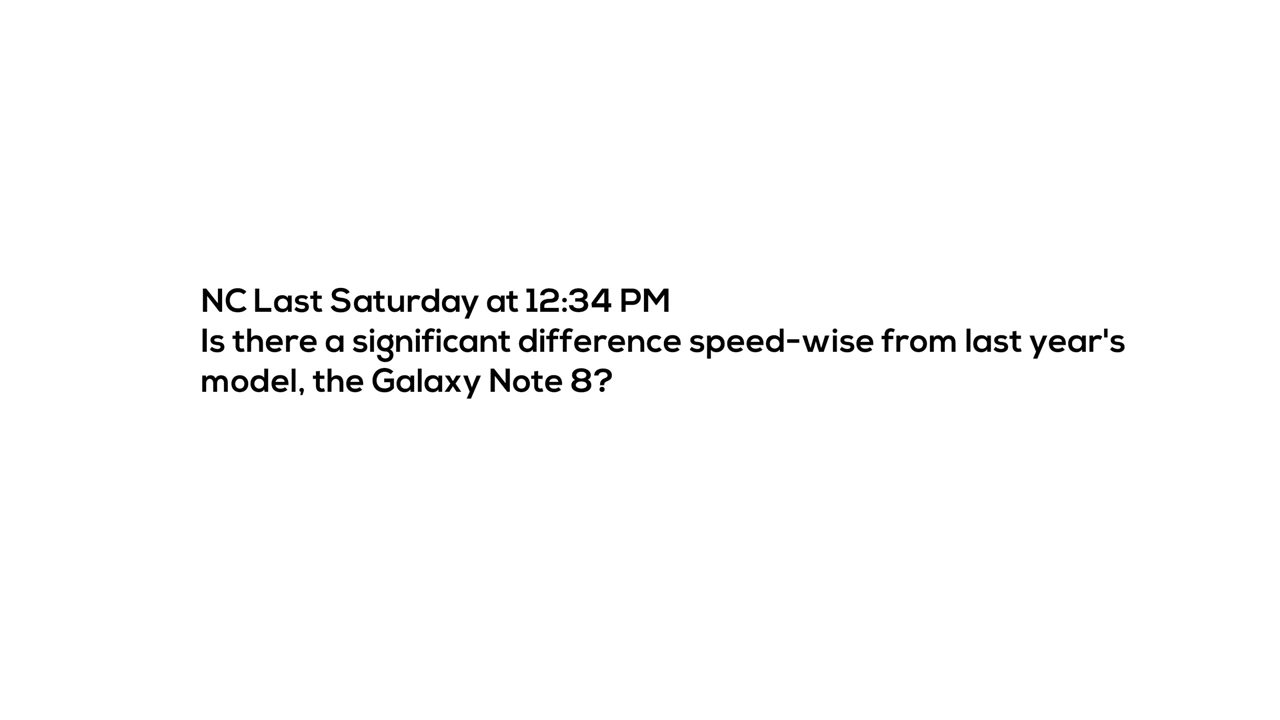 NC Last Saturday at 12:34 PM
Is there a significant difference speed-wise from last year's
model, the Galaxy Note 8?